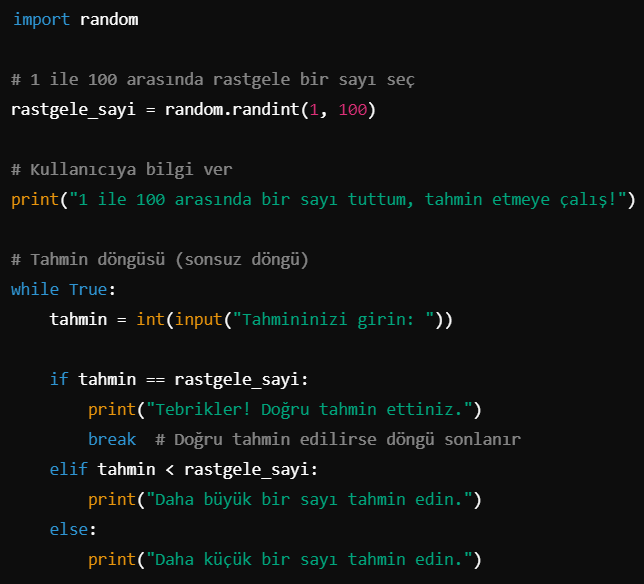 import random
# 1 ile 100 arasında rastgele bir sayı seç
rastgele_sayi = random.randint(1, 100)
# Kullanıcıya bilgi ver
print("1 ile 100 arasında bir sayı tuttum, tahmin etmeye çalış!")
# Tahmin döngüsü (sonsuz döngü)
while True:
    tahmin = int(input("Tahmininizi girin: "))
    if tahmin == rastgele_sayi:
        print("Tebrikler! Doğru tahmin ettiniz.")
        break  # Doğru tahmin edilirse döngü sonlanır
    elif tahmin < rastgele_sayi:
        print("Daha büyük bir sayı tahmin edin.")
    else:
        print("Daha küçük bir sayı tahmin edin.")